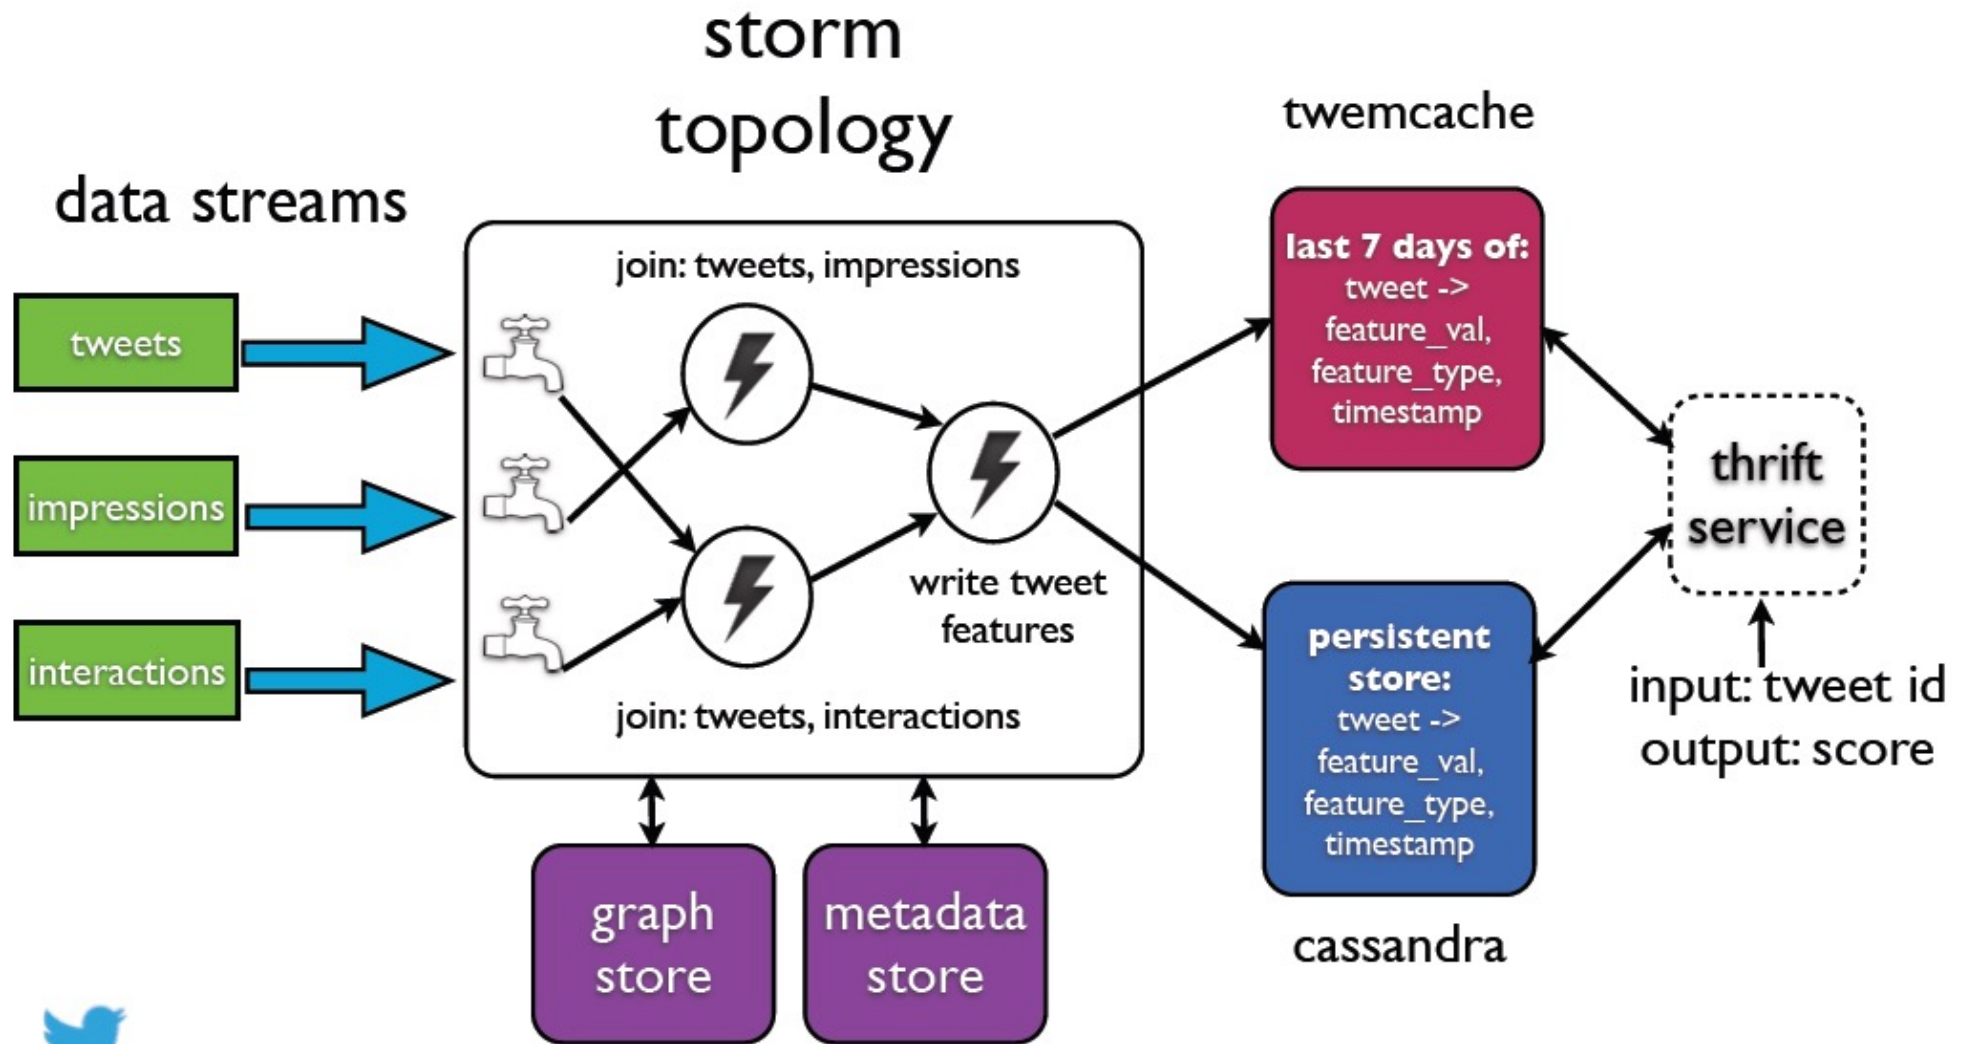 storm
topology
data streams
tweets
impressions
interactions
join: tweets, impressions
write tweet
features
join: tweets, interactions
graph
store
metadata
store
twemcache
last 7 days of:
tweet ->
feature_val,
feature_type,
timestamp
persistent
store:
tweet ->
feature_val,
feature_type,
timestamp
cassandra
thrift
service
input: tweet id
output: score